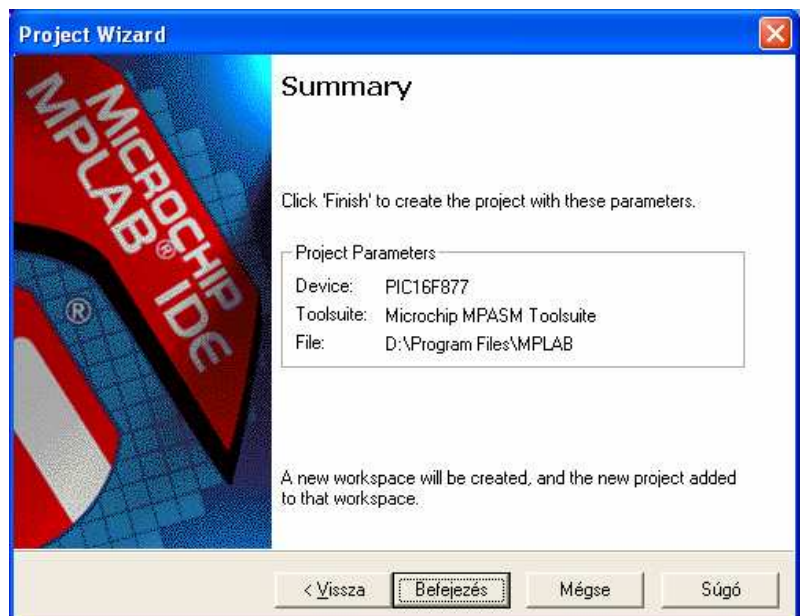 Project Wizard
MICROCHIP
MPLAB® IDE
®
Summary
Click 'Finish' to create the project with these parameters.
Project Parameters
Device: PIC16F877
Toolsuite: Microchip MPASM Toolsuite
File: D:\Program Files\MPLAB
A new workspace will be created, and the new project added
to that workspace.
< Vissza Befejezés Mégse Súgó